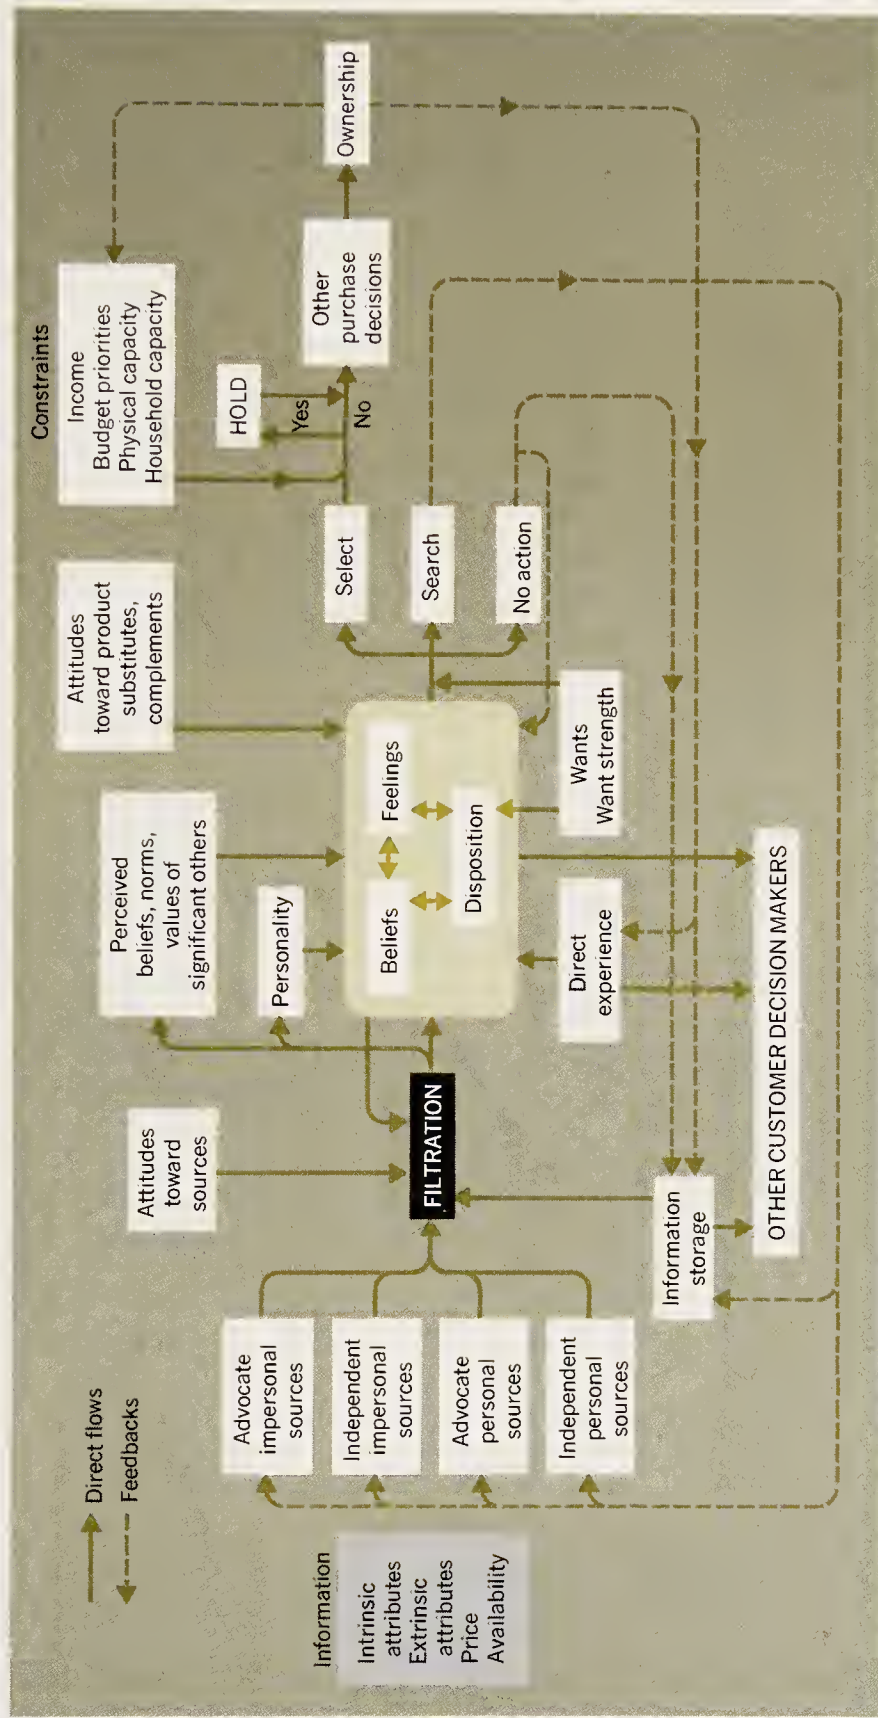 Direct flows
Feedbacks
Information
Intrinsic
attributes
Extrinsic
attributes
Price
Availability
Advocate
impersonal
sources
Independent
impersonal
sources
Advocate
personal
sources
Independent
personal
sources
Attitudes
toward
sources
FILTRATION
Information
storage
Perceived
beliefs, norms,
values of
significant others
Personality
Beliefs
Feelings
Disposition
Direct
experience
OTHER CUSTOMER DECISION MAKERS
Attitudes
toward product
substitutes,
complements
Wants
Want strength
Select
Search
No action
Constraints
Income
Budget priorities
Physical capacity
Household capacity
HOLD
Yes
No
Other
purchase
decisions
Ownership